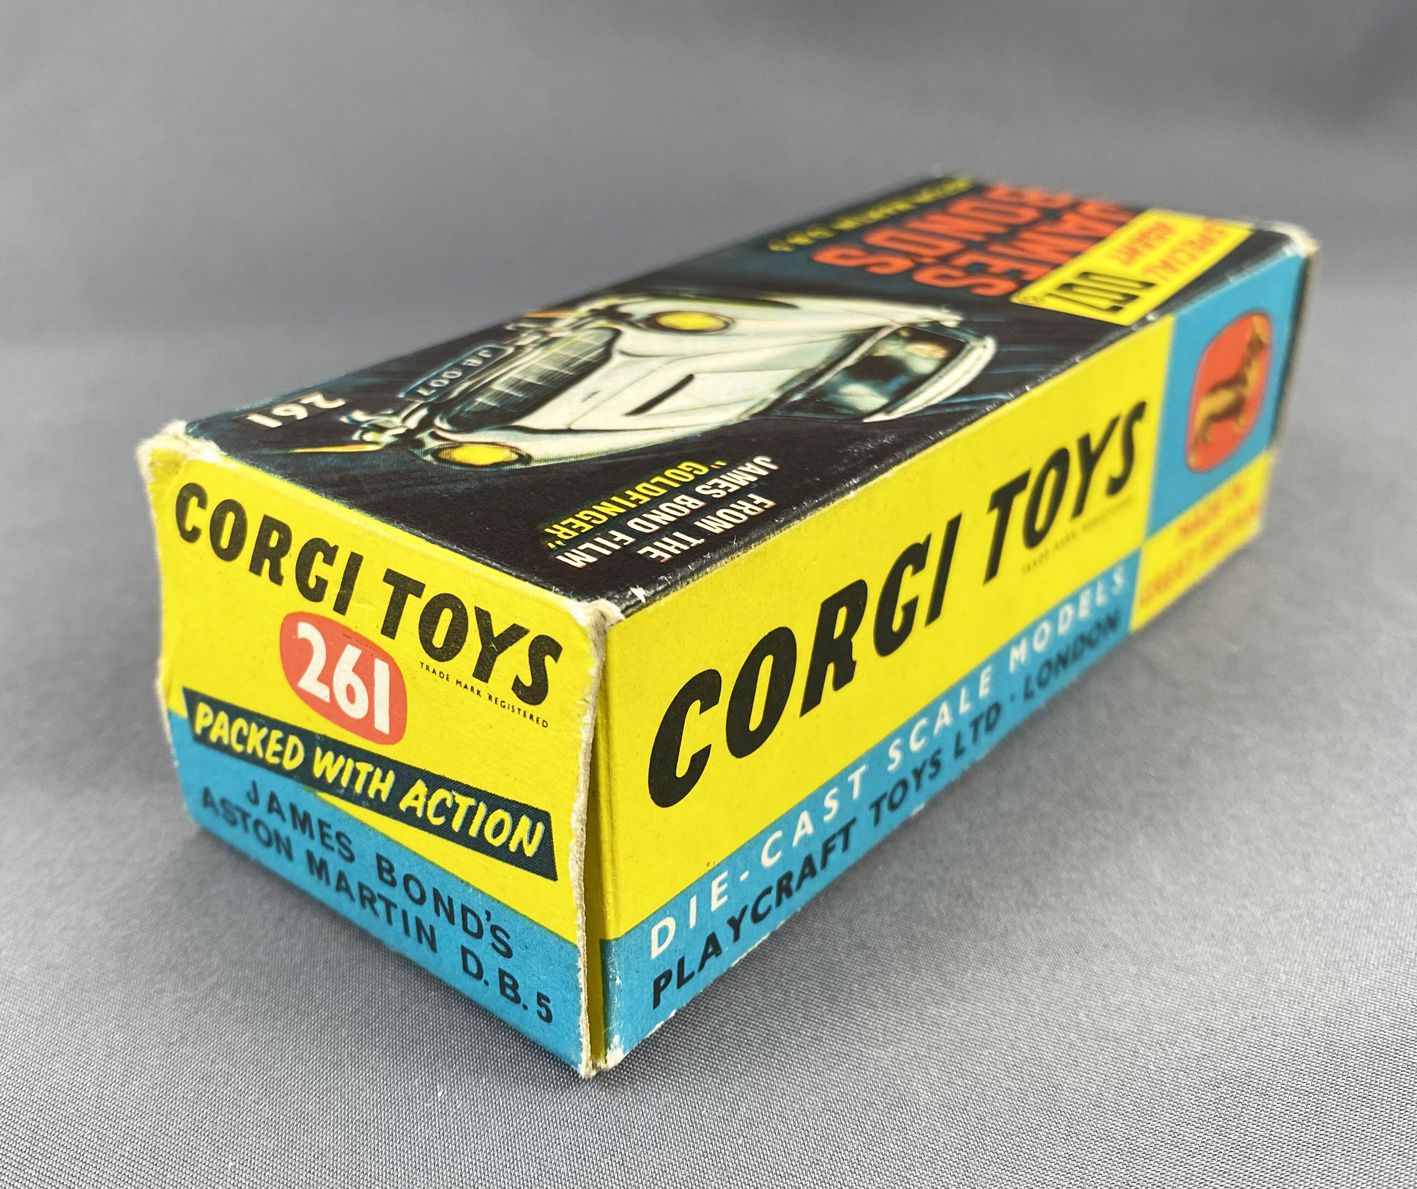 SPECIAL
AGENT
007
JAMES
BOND'S
ASTON MARTIN D.B.5
JB 007
261
FROM THE
JAMES BOND FILM
"GOLDFINGER"
CORGI TOYS
TRADE MARK REGISTERED
261
PACKED WITH ACTION
JAMES BOND'S
ASTON MARTIN D.B.5
CORGI TOYS
TRADE MARK REGISTERED
DIE-CAST SCALE MODELS
PLAYCRAFT TOYS LTD · LONDON
MADE IN
GREAT BRITAIN